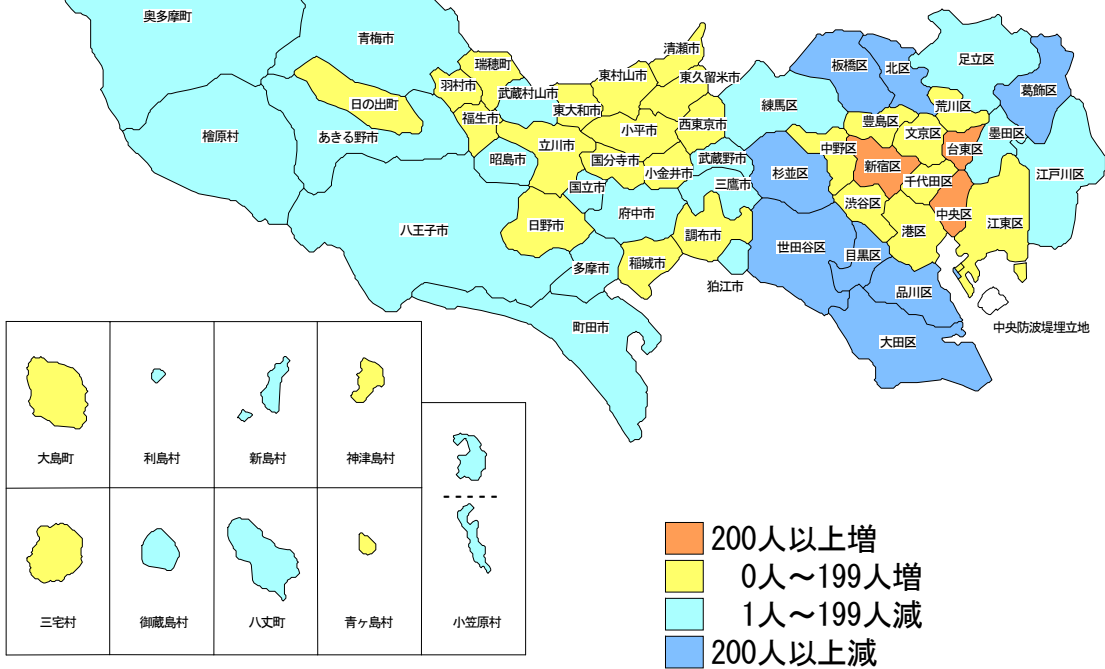 奥多摩町
青梅市
瑞穂町
清瀬市
東村山市
東久留米市
羽村市
武蔵村山市
東大和市
日の出町
福生市
檜原村
あきる野市
昭島市
立川市
小平市
西東京市
国分寺市
小金井市
武蔵野市
国立市
三鷹市
八王子市
日野市
府中市
調布市
多摩市
稲城市
狛江市
町田市
板橋区
北区
足立区
葛飾区
練馬区
荒川区
豊島区
文京区
墨田区
台東区
中野区
新宿区
杉並区
千代田区
江戸川区
渋谷区
中央区
江東区
港区
世田谷区
目黒区
品川区
大田区
中央防波堤埋立地
大島町
利島村
新島村
神津島村
三宅村
御蔵島村
八丈町
青ヶ島村
小笠原村
200人以上増
0人～199人増
1人～199人減
200人以上減